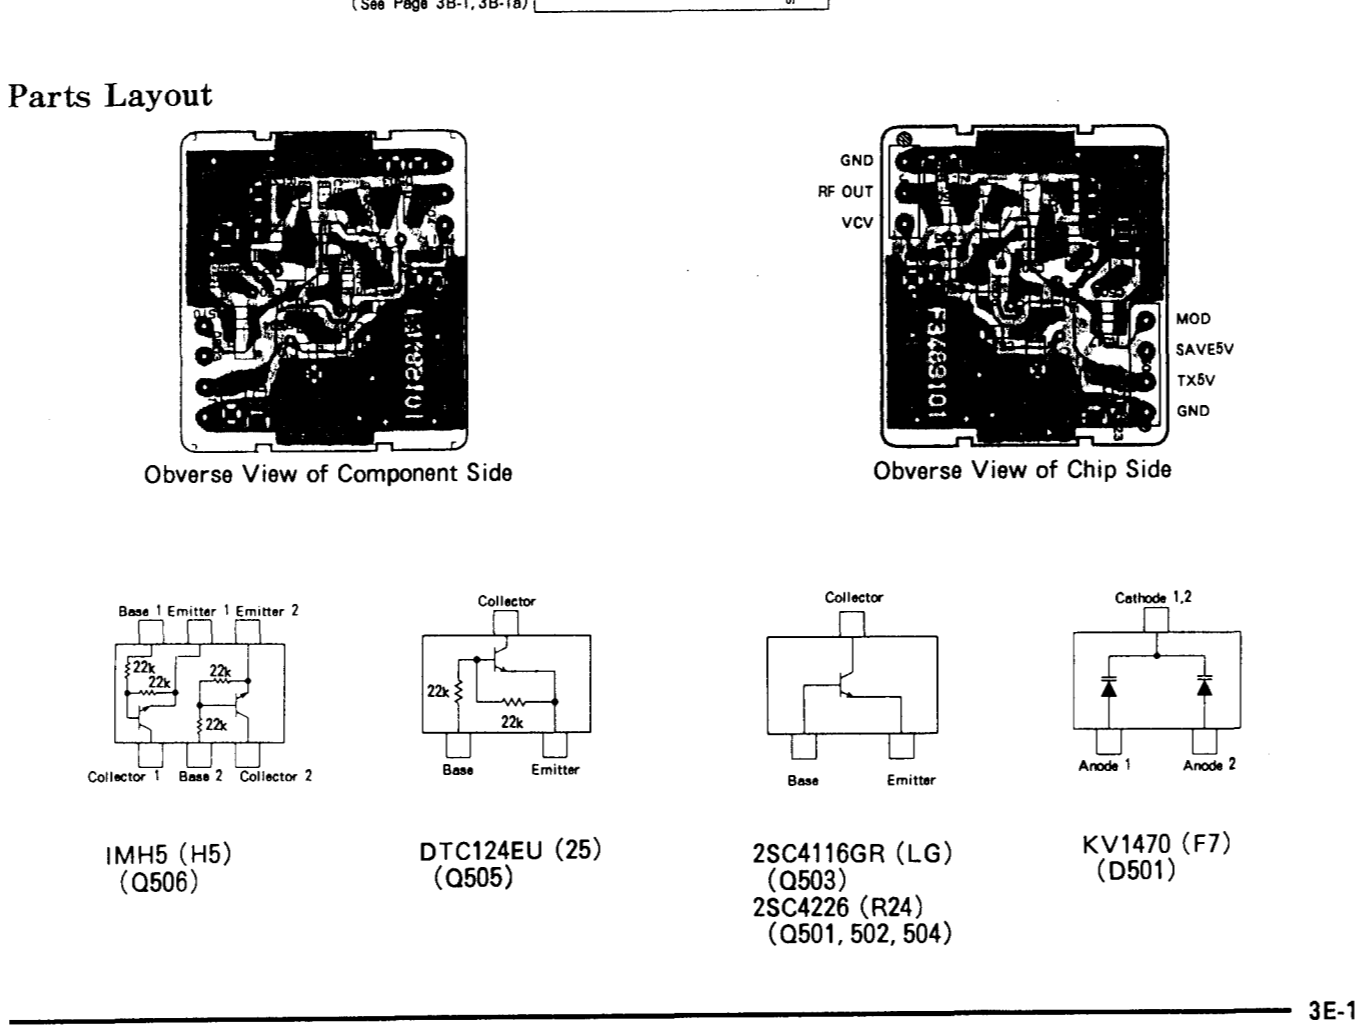 (See Page 3B-1, 3B-1a)
Parts Layout
GND
RF OUT
VCV
MOD
SAVE5V
TX5V
GND
F3489101
Obverse View of Component Side
Obverse View of Chip Side
Base 1 Emitter 1 Emitter 2
22k
22k
22k
22k
Collector 1 Base 2 Collector 2
IMH5 (H5)
(Q506)
Collector
22k
22k
Base Emitter
DTC124EU (25)
(Q505)
Collector
Base Emitter
2SC4116GR (LG)
(Q503)
2SC4226 (R24)
(Q501, 502, 504)
Cathode 1,2
Anode 1 Anode 2
KV1470 (F7)
(D501)
3E-1